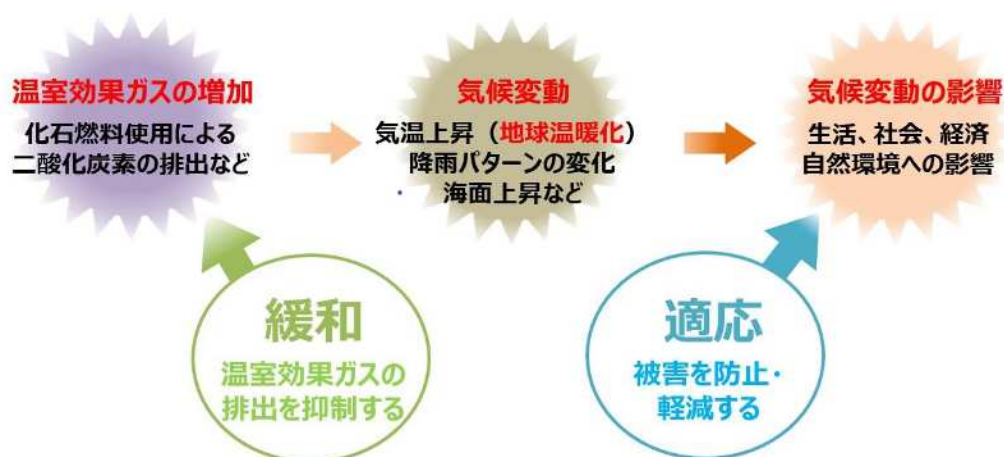 温室効果ガスの増加
化石燃料使用による
二酸化炭素の排出など
気候変動
気温上昇（地球温暖化）
降雨パターンの変化
海面上昇など
気候変動の影響
生活、社会、経済
自然環境への影響
緩和
温室効果ガスの
排出を抑制する
適応
被害を防止・
軽減する